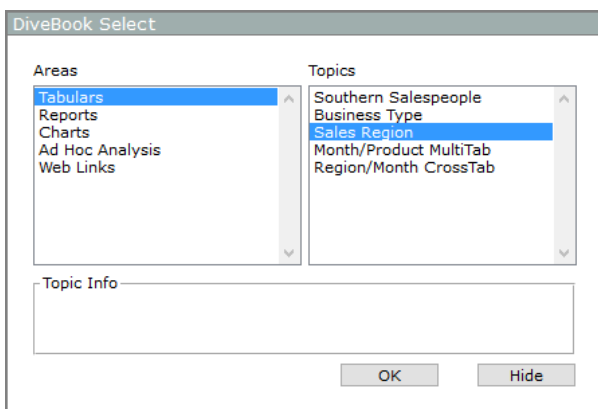 DiveBook Select
Areas
Tabulars
Reports
Charts
Ad Hoc Analysis
Web Links
Topics
Southern Salespeople
Business Type
Sales Region
Month/Product MultiTab
Region/Month CrossTab
Topic Info
OK
Hide